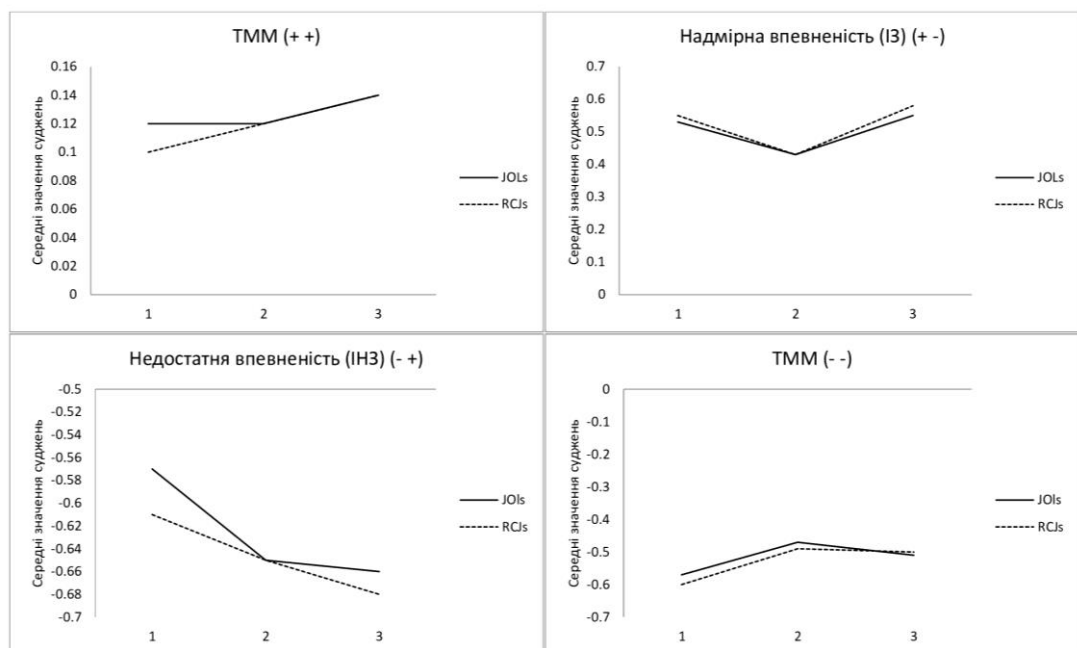 ТММ (+ +)
Середні значення суджень
0.16
0.14
0.12
0.1
0.08
0.06
0.04
0.02
0
1 2 3
JOLs
RCJs
Надмірна впевненість (ІЗ) (+ -)
Середні значення суджень
0.7
0.6
0.5
0.4
0.3
0.2
0.1
0
1 2 3
JOLs
RCJs
Недостатня впевненість (ІНЗ) (- +)
Середні значення суджень
-0.5
-0.52
-0.54
-0.56
-0.58
-0.6
-0.62
-0.64
-0.66
-0.68
-0.7
1 2 3
JOls
RCJs
ТММ (- -)
Середні значення суджень
0
-0.1
-0.2
-0.3
-0.4
-0.5
-0.6
-0.7
1 2 3
JOls
RCJs